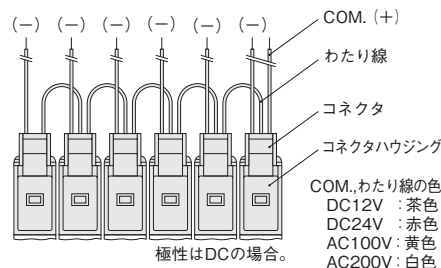 (−) (−) (−) (−) (−) (−)
COM. (+)
わたり線
コネクタ
コネクタハウジング
COM.,わたり線の色
DC12V :茶色
DC24V :赤色
AC100V:黄色
AC200V:白色
極性はDCの場合。